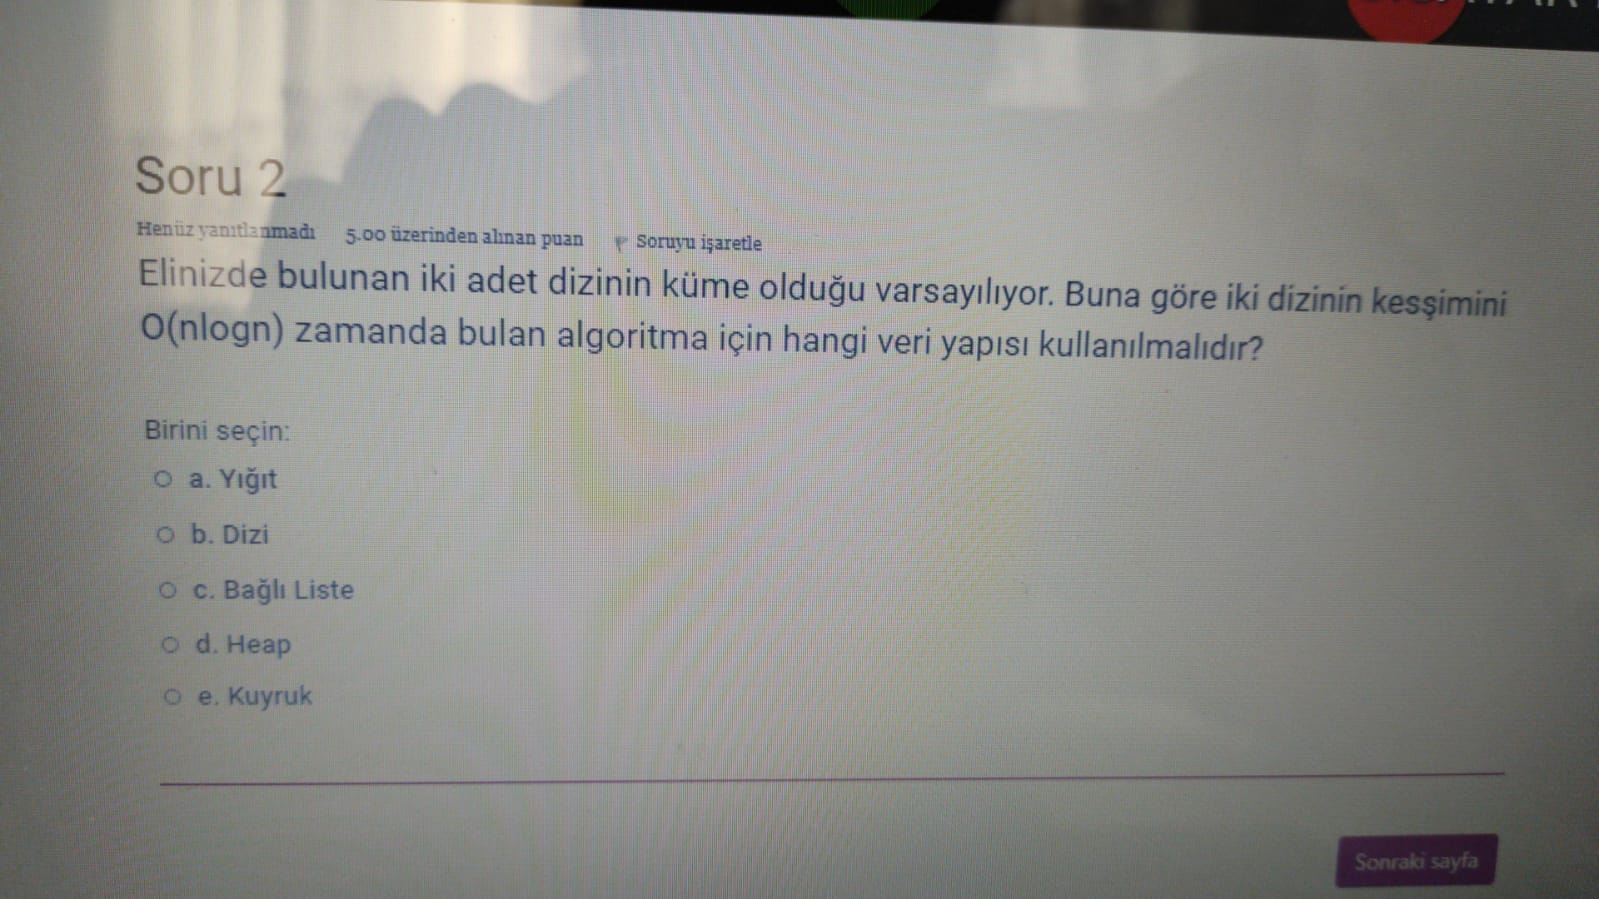 Soru 2
Henüz yanıtlanmadı 5.00 üzerinden alınan puan Soruyu işaretle
Elinizde bulunan iki adet dizinin küme olduğu varsayılıyor. Buna göre iki dizinin kesşimini
O(nlogn) zamanda bulan algoritma için hangi veri yapısı kullanılmalıdır?
Birini seçin:
a. Yığıt
b. Dizi
c. Bağlı Liste
d. Heap
e. Kuyruk
Sonraki sayfa